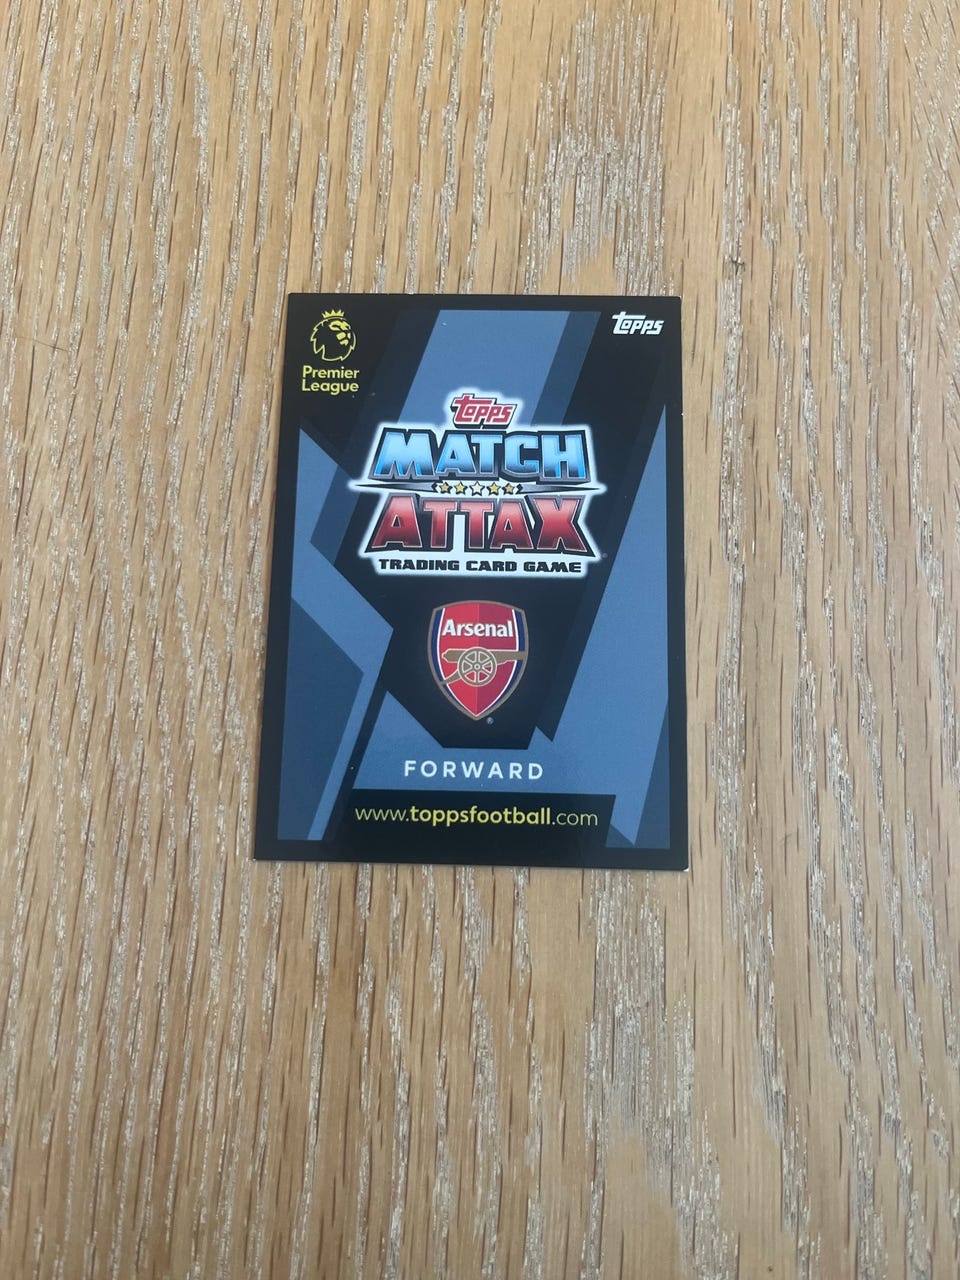 Premier
League
TOPPS
TOPPS
MATCH
ATTAX
TRADING CARD GAME
Arsenal
®
FORWARD
www.toppsfootball.com